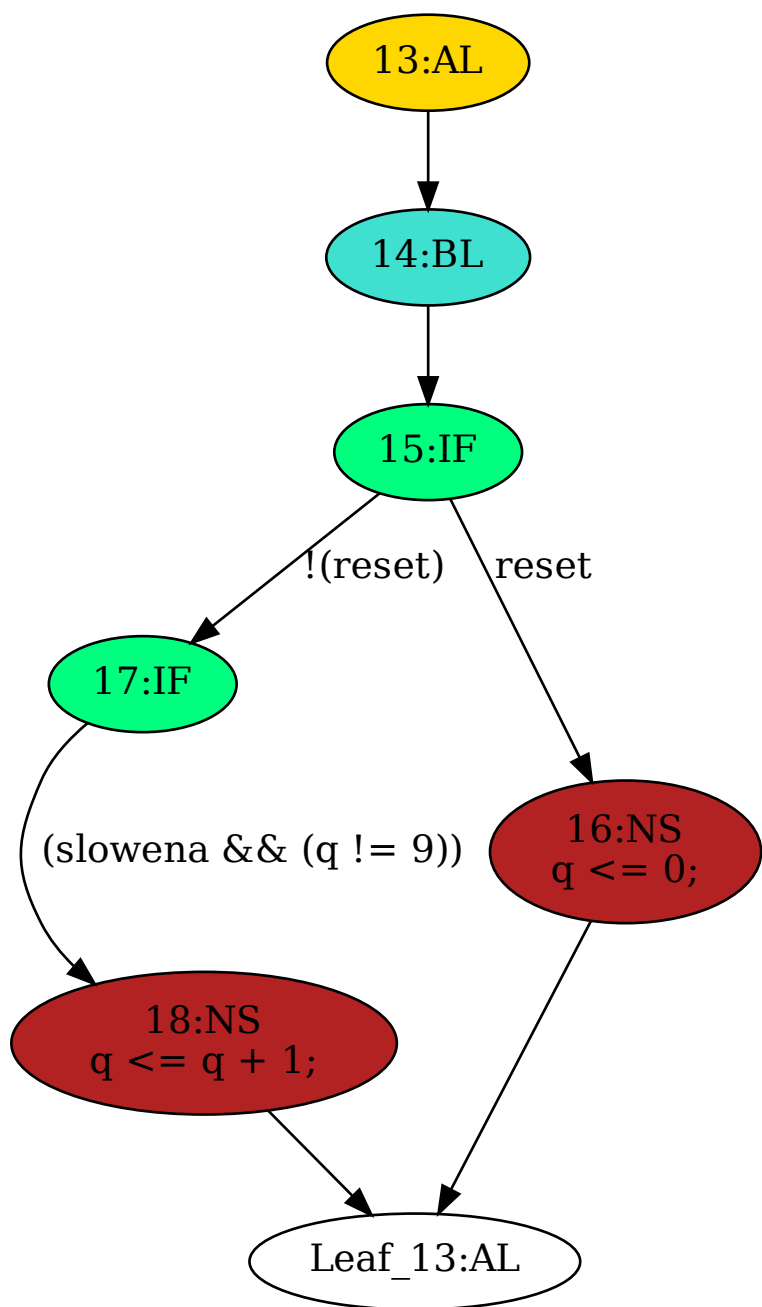 13:AL
14:BL
15:IF
!(reset)
reset
17:IF
16:NS
q <= 0;
(slowena && (q != 9))
18:NS
q <= q + 1;
Leaf_13:AL